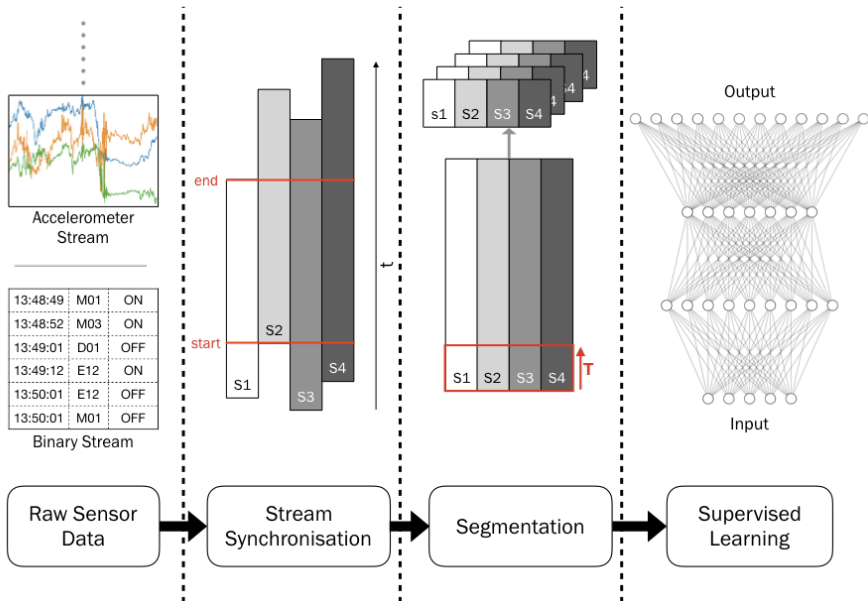 Accelerometer
Stream
13:48:49 M01 ON
13:48:52 M03 ON
13:49:01 D01 OFF
13:49:12 E12 ON
13:50:01 E12 OFF
13:50:01 M01 OFF
Binary Stream
end
start
S1
S2
S3
S4
t
s1
S2
S3
S4
S4
S4
4
S1
S2
S3
S4
T
Output
Input
Raw Sensor
Data
Stream
Synchronisation
Segmentation
Supervised
Learning